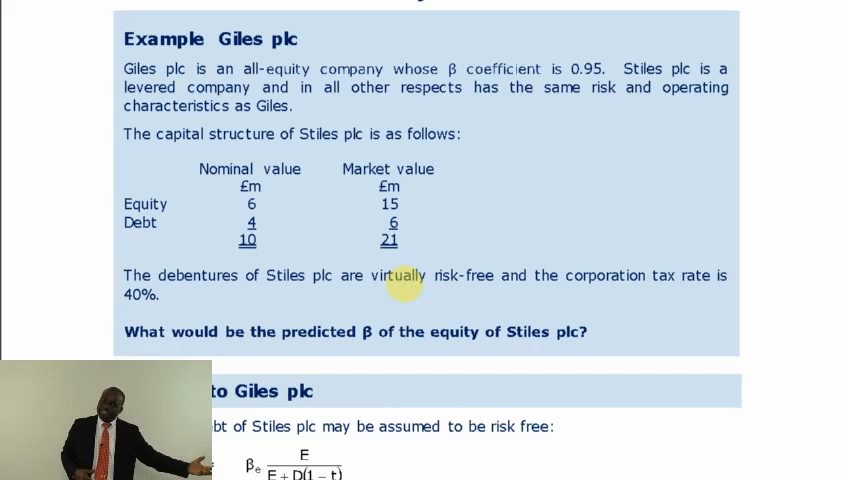 Example Giles plc
Giles plc is an all-equity company whose β coefficient is 0.95. Stiles plc is a
levered company and in all other respects has the same risk and operating
characteristics as Giles.
The capital structure of Stiles plc is as follows:
Nominal value Market value
£m £m
Equity 6 15
Debt 4 6
10 21
The debentures of Stiles plc are virtually risk-free and the corporation tax rate is
40%.
What would be the predicted β of the equity of Stiles plc?
to Giles plc
of Stiles plc may be assumed to be risk free:
βe E
E + D(1 – t)